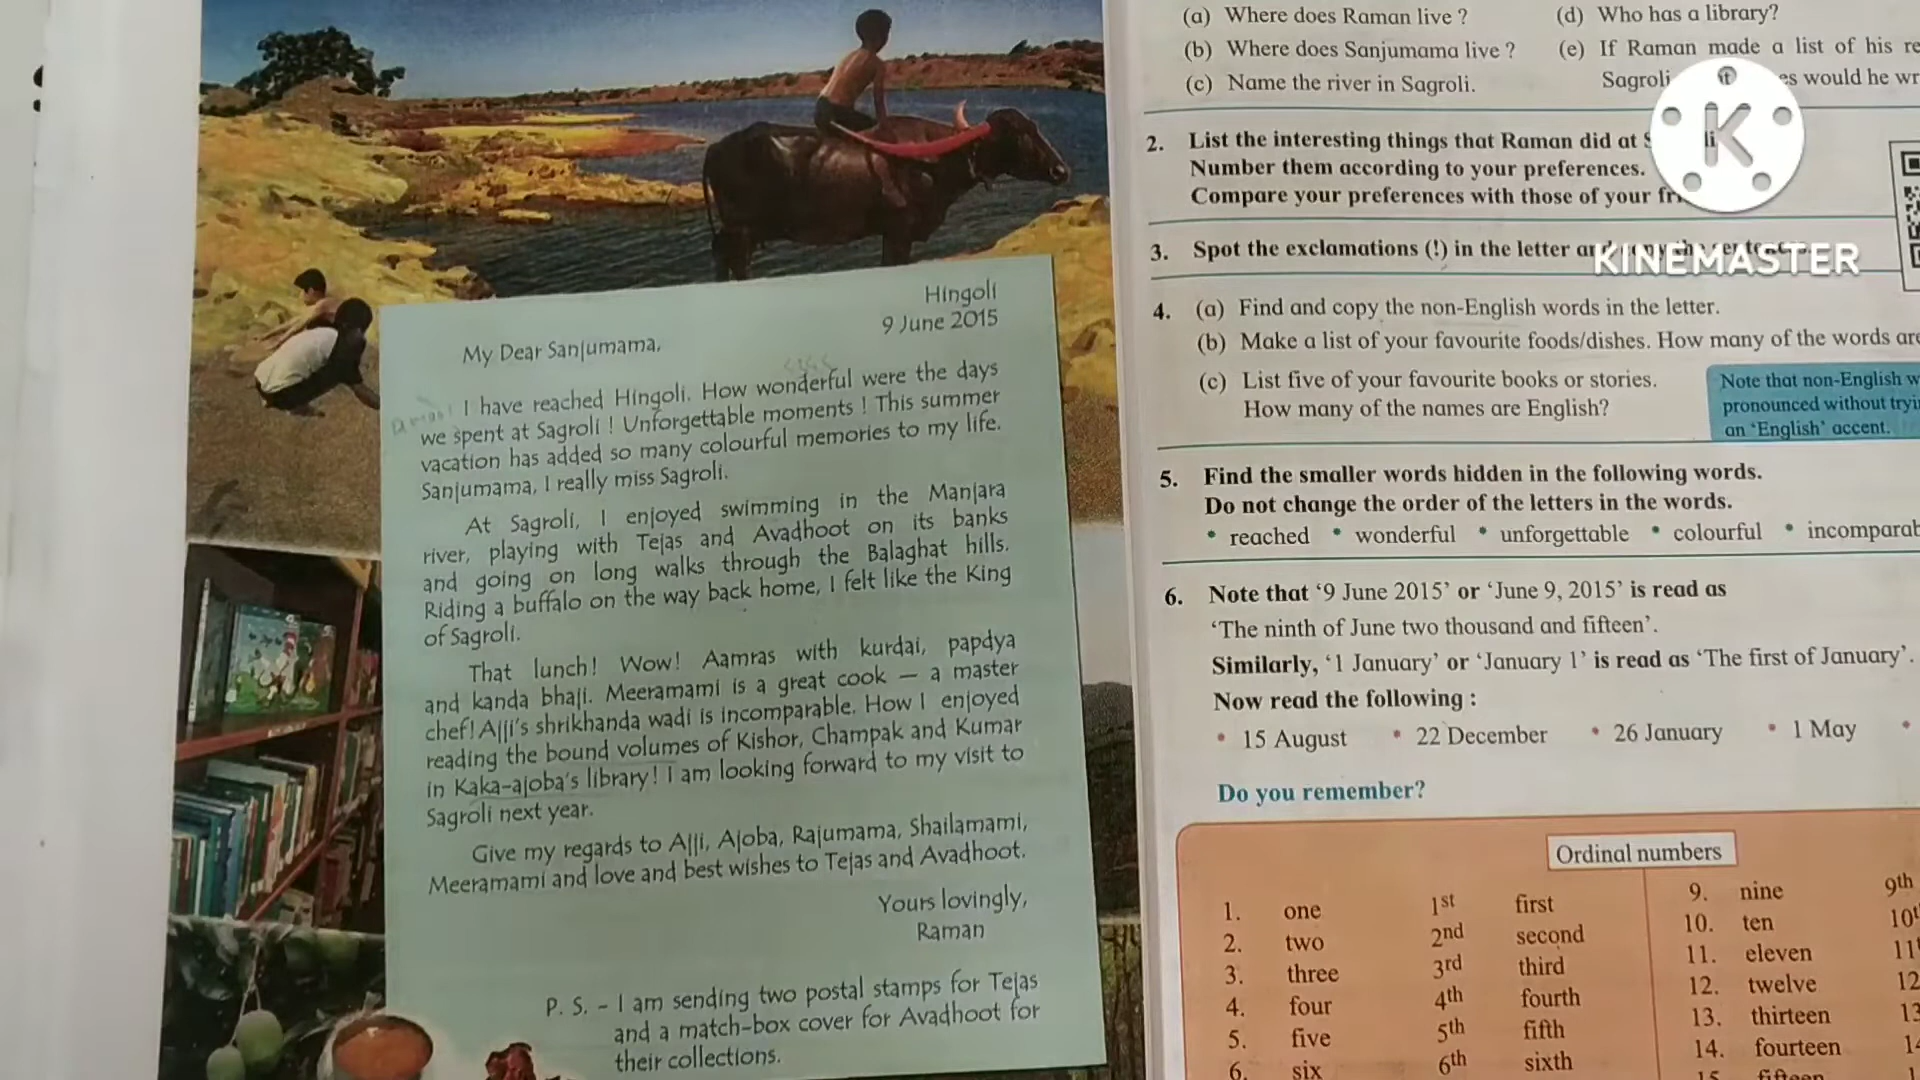 Hingoli
9 June 2015
My Dear Sanjumama,
I have reached Hingoli. How wonderful were the days
we spent at Sagroli ! Unforgettable moments ! This summer
vacation has added so many colourful memories to my life.
Sanjumama, I really miss Sagroli.
At Sagroli, I enjoyed swimming in the Manjara
river, playing with Tejas and Avadhoot on its banks
and going on long walks through the Balaghat hills.
Riding a buffalo on the way back home, I felt like the King
of Sagroli.
That lunch! Wow! Aamras with kurdai, papdya
and kanda bhaji. Meeramami is a great cook – a master
chef! Ajji's shrikhanda wadi is incomparable. How I enjoyed
reading the bound volumes of Kishor, Champak and Kumar
in Kaka-ajoba's library! I am looking forward to my visit to
Sagroli next year.
Give my regards to Ajji, Ajoba, Rajumama, Shailamami,
Meeramami and love and best wishes to Tejas and Avadhoot.
Yours lovingly,
Raman
P. S. – I am sending two postal stamps for Tejas
and a match-box cover for Avadhoot for
their collections.
(a) Where does Raman live ?
(b) Where does Sanjumama live ?
(c) Name the river in Sagroli.
(d) Who has a library?
(e) If Raman made a list of his re
Sagroli es would he wr
K
KINEMASTER
2. List the interesting things that Raman did at S li
Number them according to your preferences.
Compare your preferences with those of your fr
3. Spot the exclamations (!) in the letter
4. (a) Find and copy the non-English words in the letter.
(b) Make a list of your favourite foods/dishes. How many of the words are
(c) List five of your favourite books or stories.
How many of the names are English?
Note that non-English w
pronounced without tryi
an 'English' accent.
5. Find the smaller words hidden in the following words.
Do not change the order of the letters in the words.
• reached • wonderful • unforgettable • colourful • incomparab
6. Note that '9 June 2015' or 'June 9, 2015' is read as
'The ninth of June two thousand and fifteen'.
Similarly, '1 January' or 'January 1' is read as 'The first of January'.
Now read the following :
• 15 August • 22 December • 26 January • 1 May •
Do you remember?
Ordinal numbers
1. one 1st first
2. two 2nd second
3. three 3rd third
4. four 4th fourth
5. five 5th fifth
6. six 6th sixth
9. nine 9th
10. ten 10t
11. eleven 11
12. twelve 12
13. thirteen 13
14. fourteen 14
15. fifteen 1